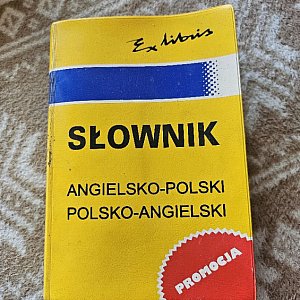 Ex libris
SŁOWNIK
ANGIELSKO-POLSKI
POLSKO-ANGIELSKI
PROMOCJA